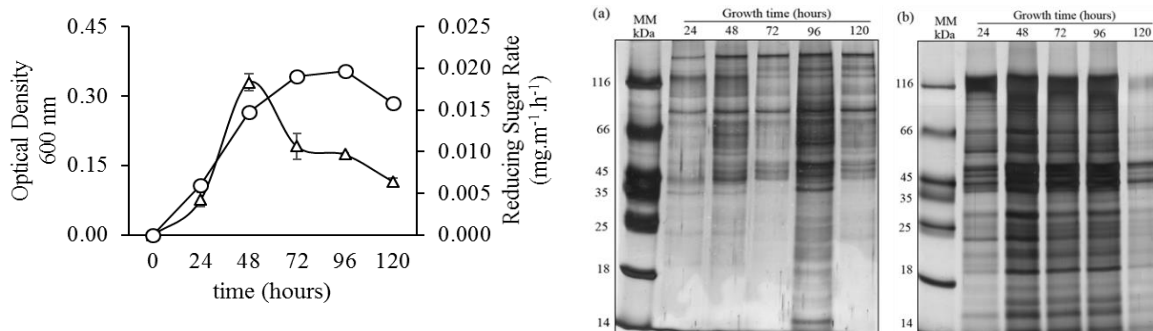 Optical Density
600 nm
0.45
0.30
0.15
0.00
0
24
48
72
96
120
time (hours)
0.025
0.020
0.015
0.010
0.005
0.000
Reducing Sugar Rate
(mg.m⁻¹.h⁻¹)
(a)
MM
kDa
Growth time (hours)
24 48 72 96 120
116
66
45
35
25
18
14
(b)
MM
kDa
Growth time (hours)
24 48 72 96 120
116
66
45
35
25
18
14